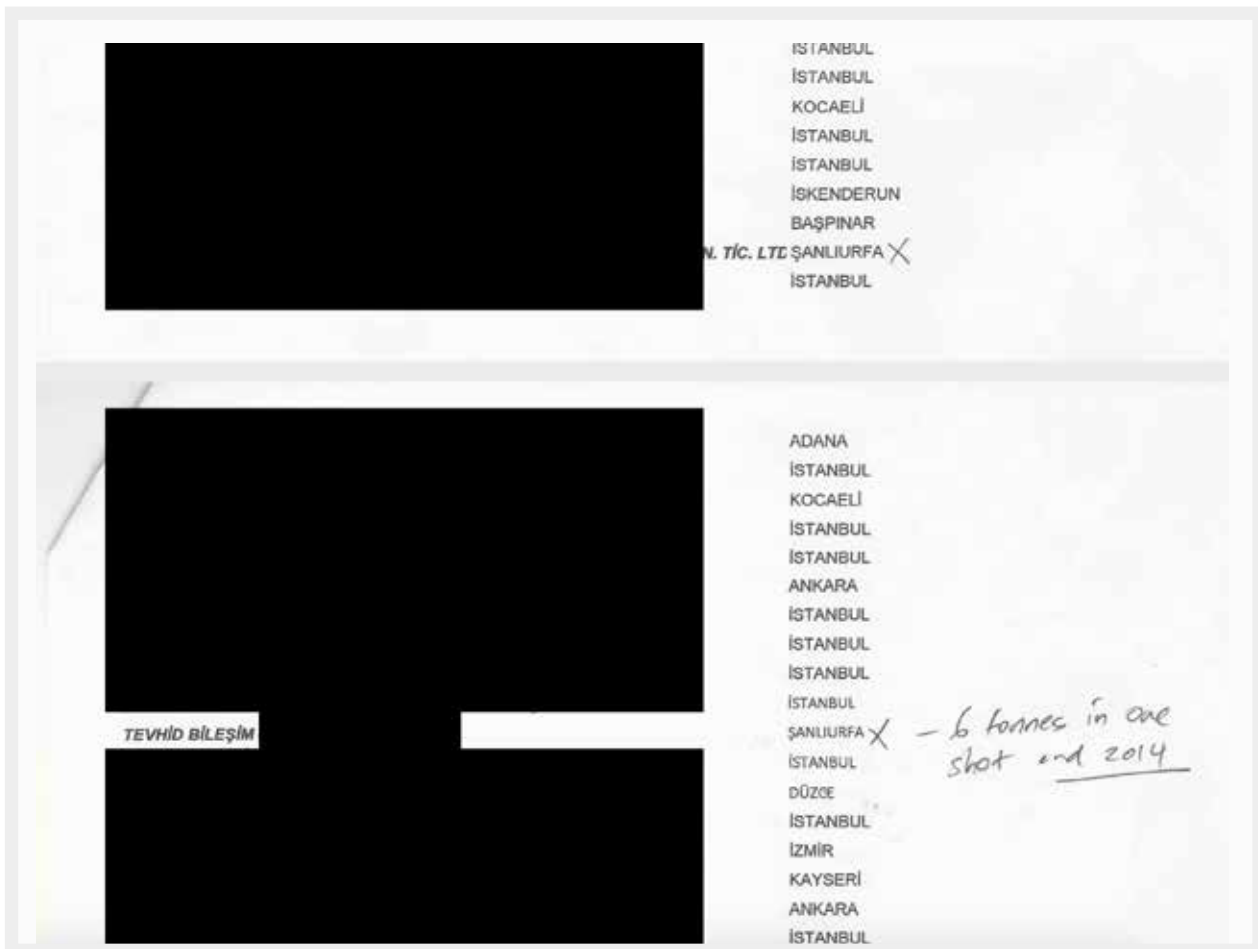 İSTANBUL
İSTANBUL
KOCAELİ
İSTANBUL
İSTANBUL
İSKENDERUN
BAŞPINAR
N. TİC. LTD ŞANLIURFA X
İSTANBUL
ADANA
İSTANBUL
KOCAELİ
İSTANBUL
İSTANBUL
ANKARA
İSTANBUL
İSTANBUL
İSTANBUL
İSTANBUL
TEVHİD BİLEŞİM ŞANLIURFA X – 6 tonnes in one
İSTANBUL shot end 2014
DÜZCE
İSTANBUL
İZMİR
KAYSERİ
ANKARA
İSTANBUL